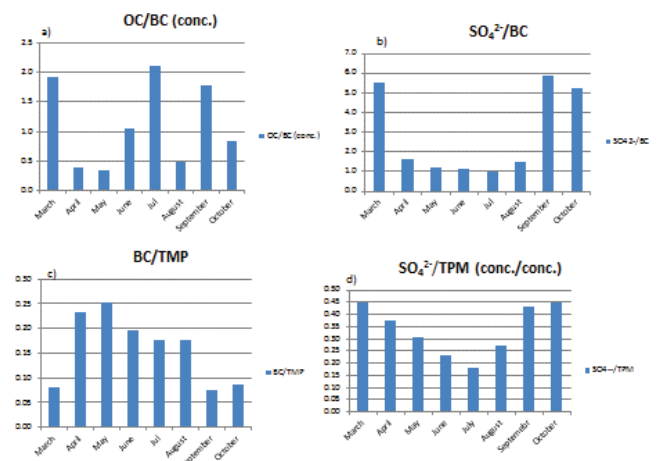 OC/BC (conc.)
a)
2.5
2.0
1.5
1.0
0.5
0.0
March
April
May
June
Jul
August
September
October
OC/BC (conc.)
SO₄²⁻/BC
b)
7.0
6.0
5.0
4.0
3.0
2.0
1.0
0.0
March
April
May
June
Jul
August
September
October
SO4 2-/BC
BC/TMP
c)
0.30
0.25
0.20
0.15
0.10
0.05
0.00
March
April
May
June
Jul
August
September
October
BC/TMP
SO₄²⁻/TPM (conc./conc.)
d)
0.50
0.45
0.40
0.35
0.30
0.25
0.20
0.15
0.10
0.05
0.00
March
April
May
June
July
August
Septembr
October
SO4--/TPM